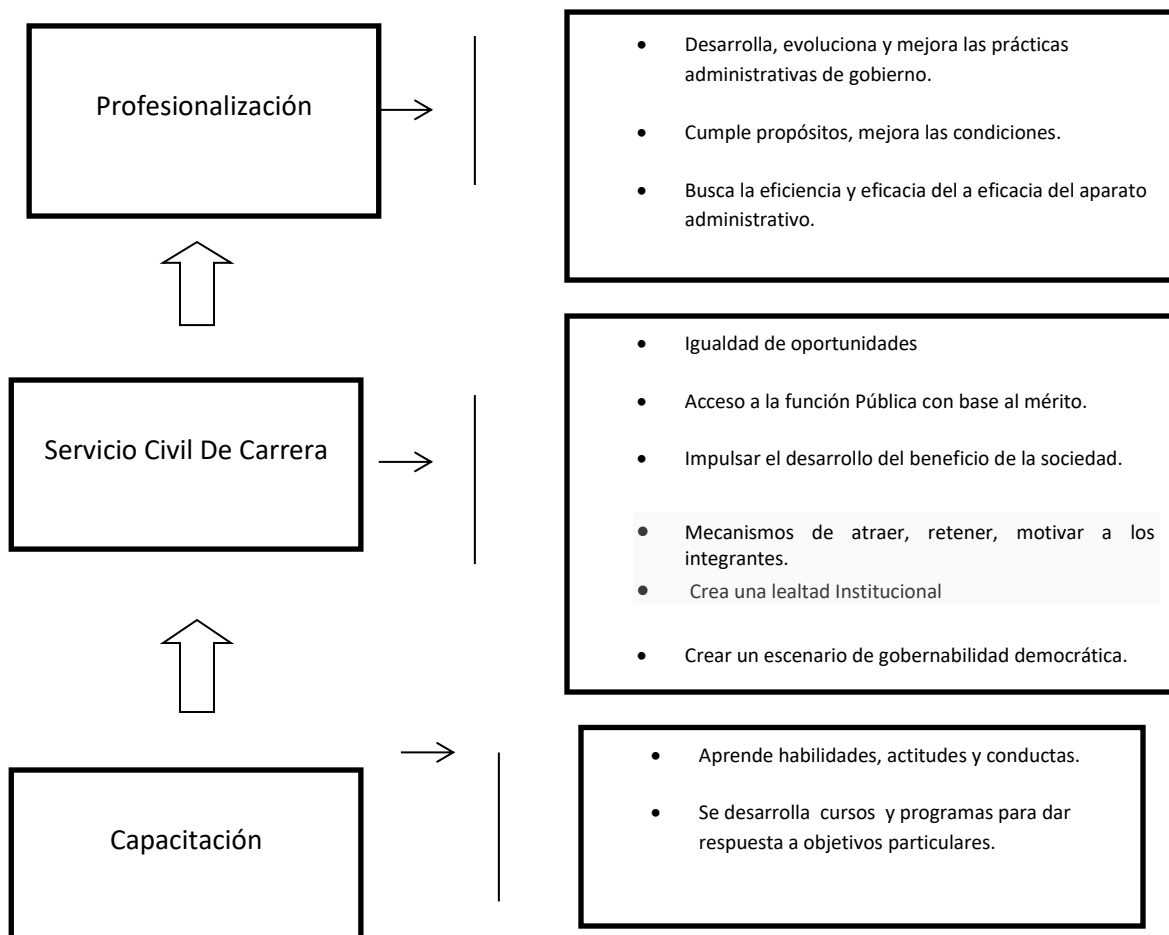 Profesionalización
• Desarrolla, evoluciona y mejora las prácticas
administrativas de gobierno.
• Cumple propósitos, mejora las condiciones.
• Busca la eficiencia y eficacia del a eficacia del aparato
administrativo.
Servicio Civil De Carrera
• Igualdad de oportunidades
• Acceso a la función Pública con base al mérito.
• Impulsar el desarrollo del beneficio de la sociedad.
• Mecanismos de atraer, retener, motivar a los
integrantes.
• Crea una lealtad Institucional
• Crear un escenario de gobernabilidad democrática.
Capacitación
• Aprende habilidades, actitudes y conductas.
• Se desarrolla cursos y programas para dar
respuesta a objetivos particulares.